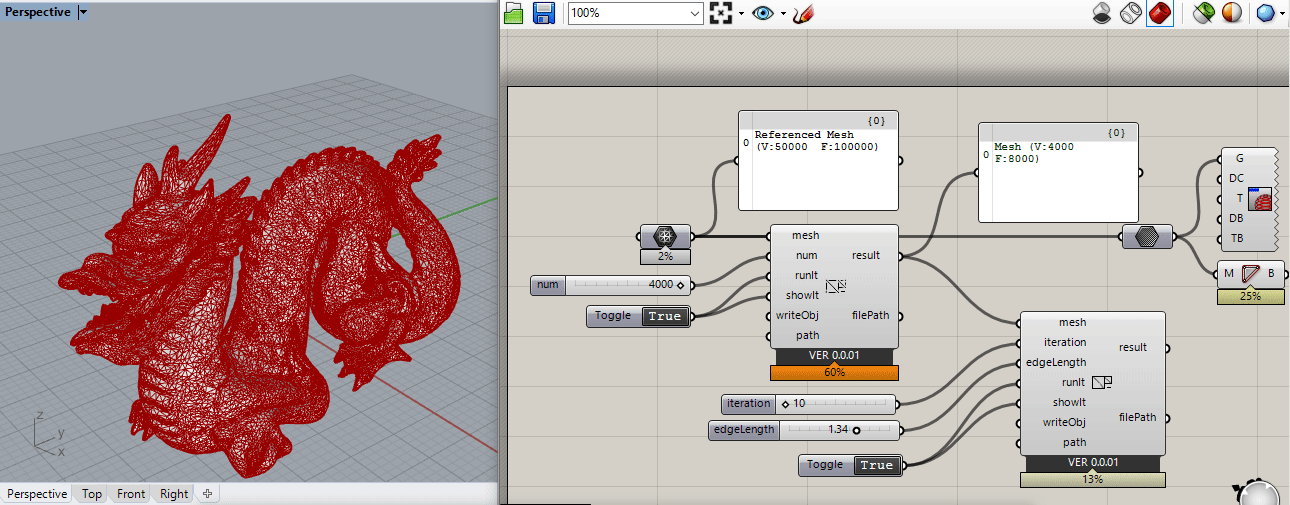 Perspective
100%
{0}
0
Referenced Mesh
(V:50000 F:100000)
{0}
0
Mesh (V:4000
F:8000)
G
DC
T
DB
TB
2%
mesh
num
runIt
showIt
writeObj
path
result
filePath
VER 0.0.01
60%
num
4000
Toggle
True
M
B
25%
mesh
iteration
edgeLength
runIt
showIt
writeObj
path
result
filePath
VER 0.0.01
13%
iteration
10
edgeLength
1.34
Toggle
True
z
y
x
Perspective Top Front Right